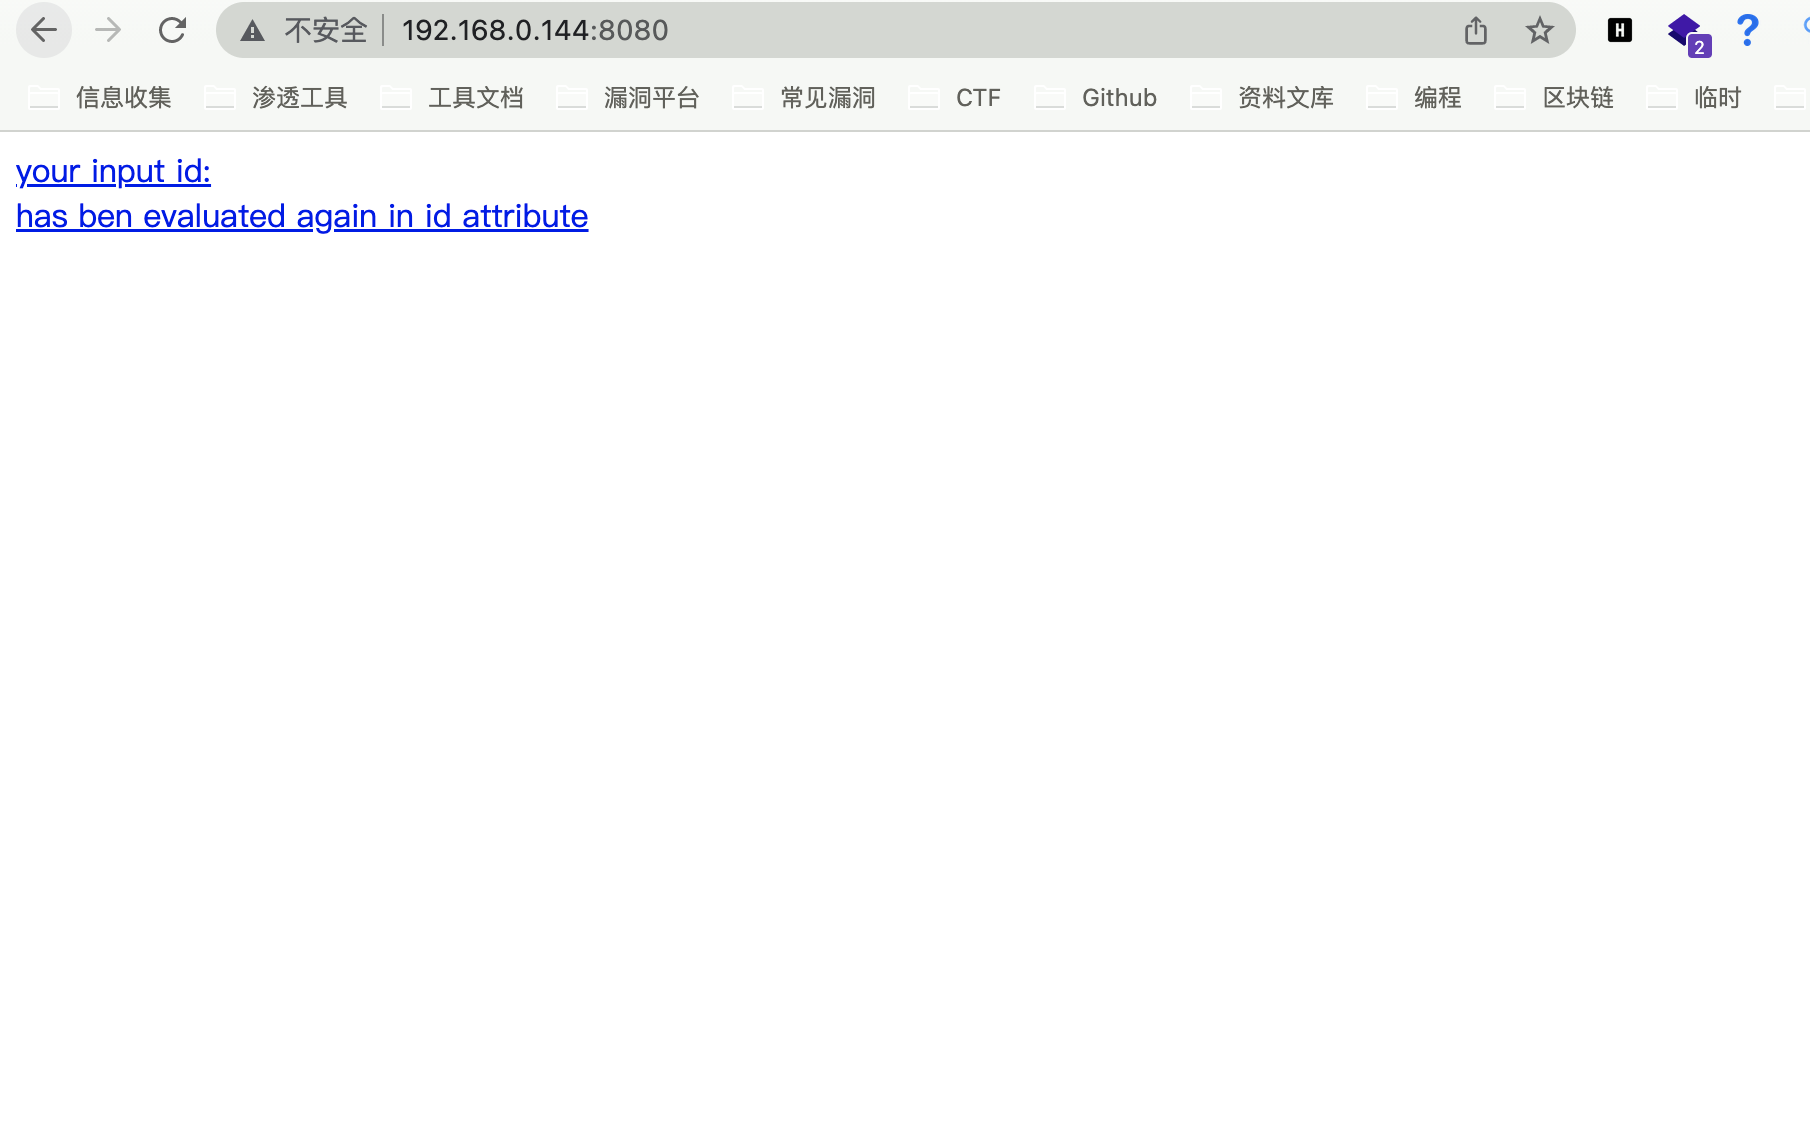 不安全 192.168.0.144:8080
2
信息收集 渗透工具 工具文档 漏洞平台 常见漏洞 CTF Github 资料文库 编程 区块链 临时
your input id:
has ben evaluated again in id attribute